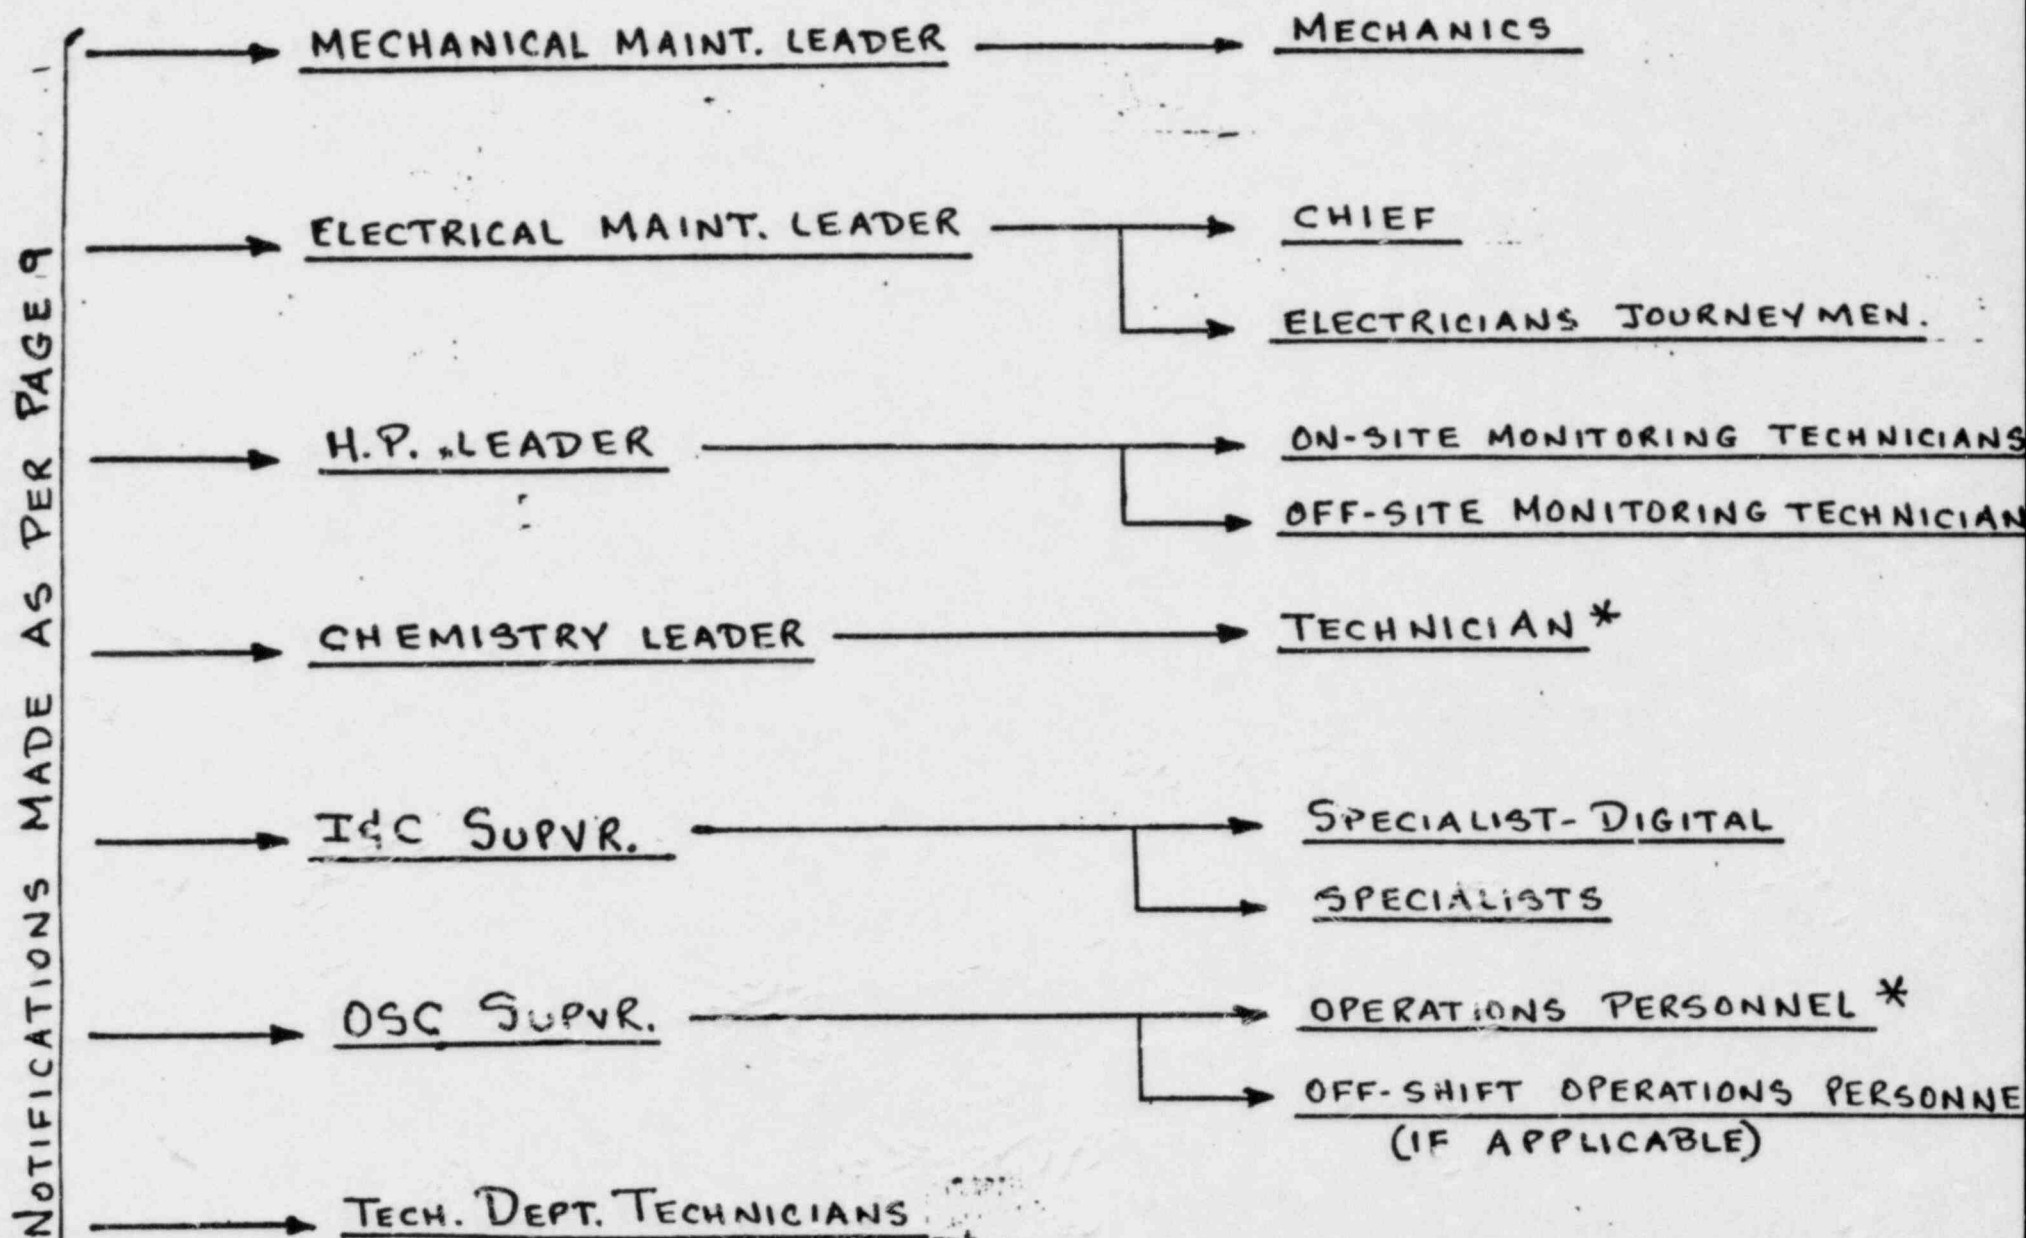 NOTIFICATIONS MADE AS PER PAGE 9
MECHANICAL MAINT. LEADER
MECHANICS
ELECTRICAL MAINT. LEADER
CHIEF
ELECTRICIANS JOURNEYMEN.
H.P. LEADER
ON-SITE MONITORING TECHNICIANS
OFF-SITE MONITORING TECHNICIAN
CHEMISTRY LEADER
TECHNICIAN*
I&C SUPVR.
SPECIALIST-DIGITAL
SPECIALISTS
OSC SUPVR.
OPERATIONS PERSONNEL*
OFF-SHIFT OPERATIONS PERSONNE
(IF APPLICABLE)
TECH. DEPT. TECHNICIANS